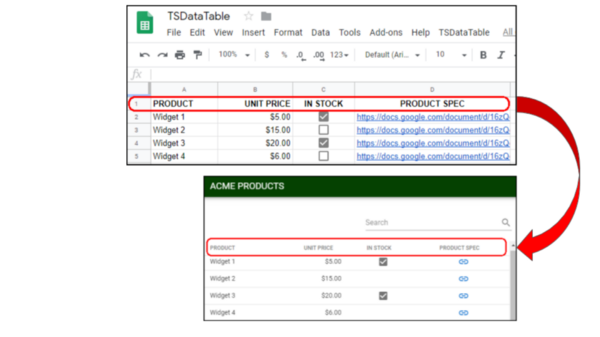 TSDataTable
File Edit View Insert Format Data Tools Add-ons Help TSDataTable All
100% $ % .0 .00 123 Default (Ari... 10 B I
fx
A B C D
1 PRODUCT UNIT PRICE IN STOCK PRODUCT SPEC
2 Widget 1 $5.00 https://docs.google.com/document/d/16zQ
3 Widget 2 $15.00 https://docs.google.com/document/d/16zQ
4 Widget 3 $20.00 https://docs.google.com/document/d/16zQ
5 Widget 4 $6.00 https://docs.google.com/document/d/16zQ
ACME PRODUCTS
Search
PRODUCT UNIT PRICE IN STOCK PRODUCT SPEC
Widget 1 $5.00
Widget 2 $15.00
Widget 3 $20.00
Widget 4 $6.00